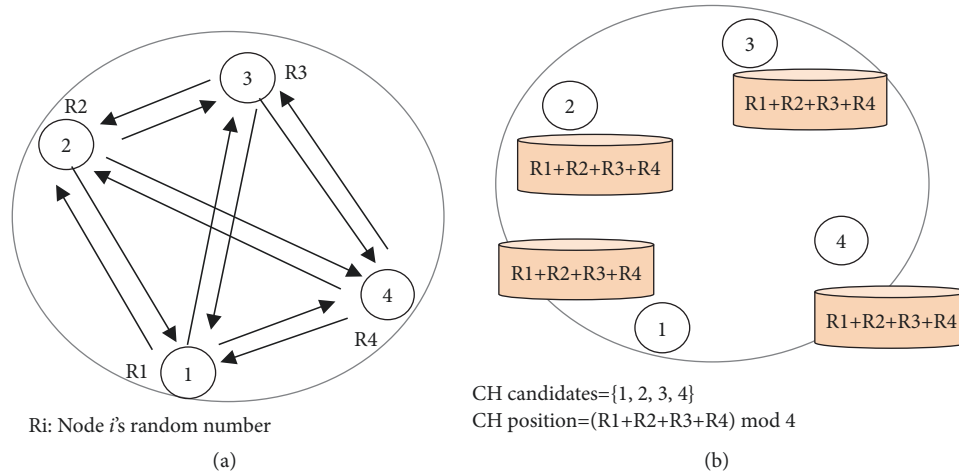 3
R3
R2
2
4
R4
R1
1
Ri: Node i's random number
(a)
3
R1+R2+R3+R4
2
R1+R2+R3+R4
4
R1+R2+R3+R4
R1+R2+R3+R4
1
CH candidates={1, 2, 3, 4}
CH position=(R1+R2+R3+R4) mod 4
(b)